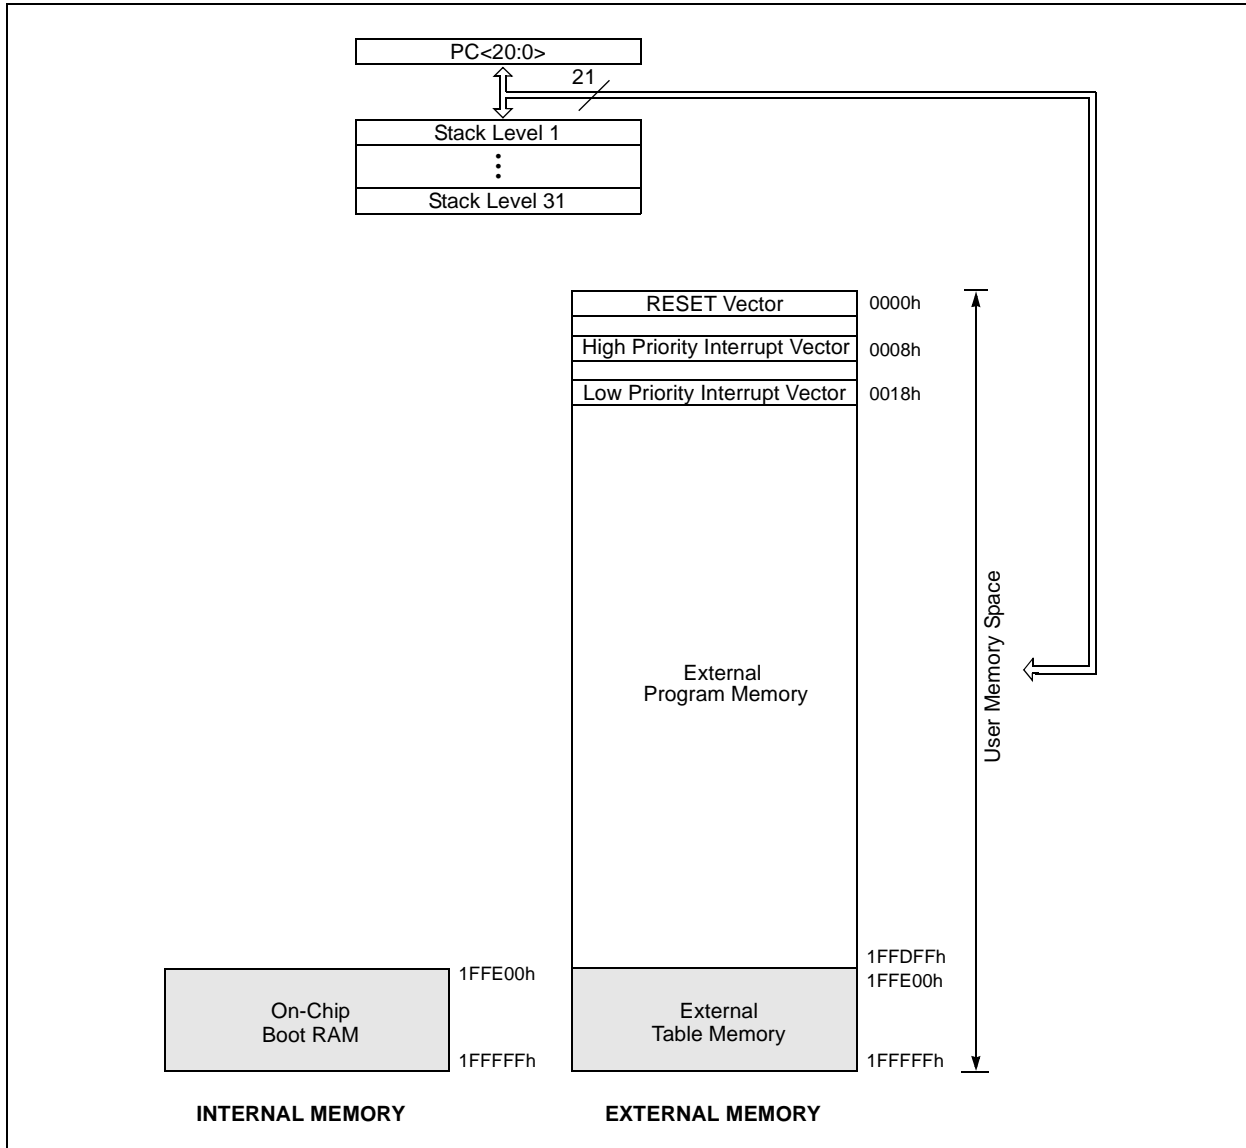 PC<20:0>
21
Stack Level 1
Stack Level 31
RESET Vector
0000h
High Priority Interrupt Vector
0008h
Low Priority Interrupt Vector
0018h
External
Program Memory
User Memory Space
1FFDFFh
1FFE00h
1FFE00h
On-Chip
Boot RAM
External
Table Memory
1FFFFFh
1FFFFFh
INTERNAL MEMORY
EXTERNAL MEMORY